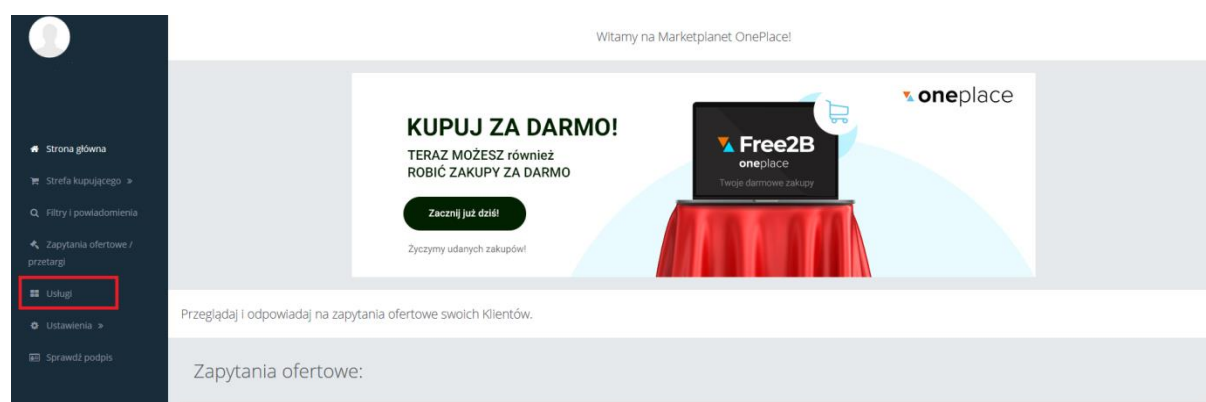 Witamy na Marketplanet OnePlace!
oneplace
KUPUJ ZA DARMO!
TERAZ MOŻESZ również
ROBIĆ ZAKUPY ZA DARMO
Zacznij już dziś!
Życzymy udanych zakupów!
Free2B
oneplace
Twoje darmowe zakupy
Strona główna
Strefa kupującego »
Filtry i powiadomienia
Zapytania ofertowe /
przetargi
Usługi
Ustawienia »
Sprawdź podpis
Przeglądaj i odpowiadaj na zapytania ofertowe swoich Klientów.
Zapytania ofertowe: